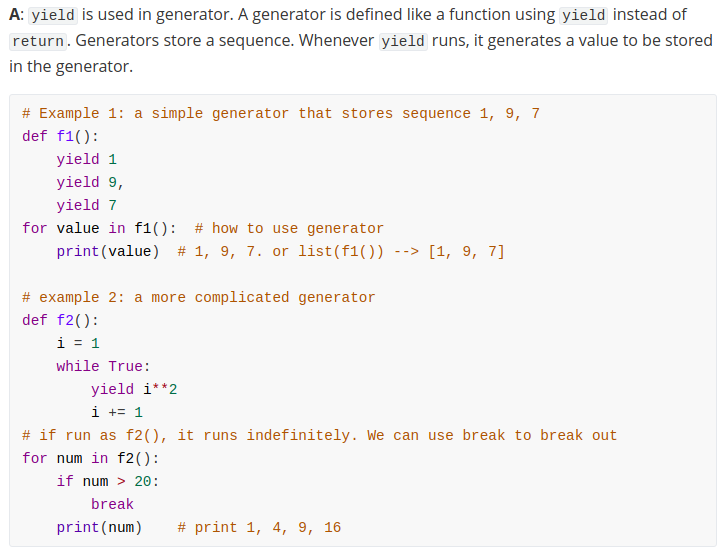 A: yield is used in generator. A generator is defined like a function using yield instead of
return. Generators store a sequence. Whenever yield runs, it generates a value to be stored
in the generator.
# Example 1: a simple generator that stores sequence 1, 9, 7
def f1():
    yield 1
    yield 9,
    yield 7
for value in f1():  # how to use generator
    print(value)  # 1, 9, 7. or list(f1()) --> [1, 9, 7]

# example 2: a more complicated generator
def f2():
    i = 1
    while True:
        yield i**2
        i += 1
# if run as f2(), it runs indefinitely. We can use break to break out
for num in f2():
    if num > 20:
        break
    print(num)    # print 1, 4, 9, 16